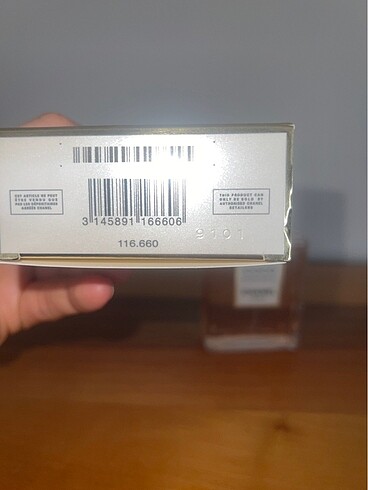 CET ARTICLE NE PEUT
ÊTRE VENDU QUE
PAR LES DÉPOSITAIRES
AGRÉÉS CHANEL
THIS PRODUCT CAN
ONLY BE SOLD BY
AUTHORIZED CHANEL
RETAILERS
3 145891 166606
9101
116.660